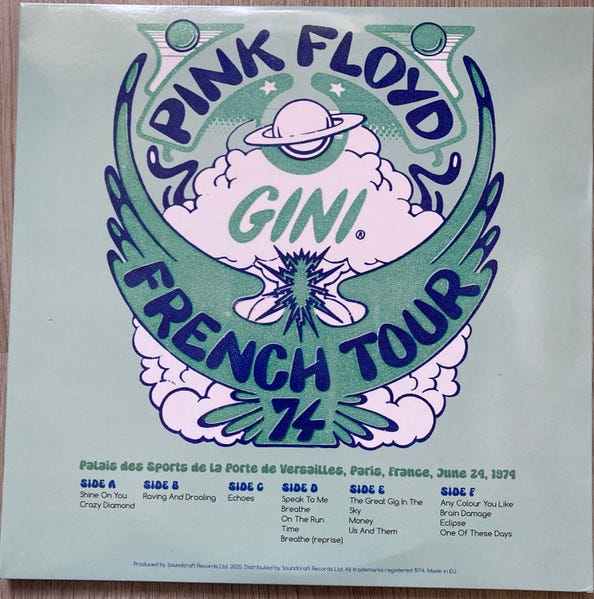 PINK FLOYD
GINI®
FRENCH TOUR
74
Palais des Sports de la Porte de Versailles, Paris, France, June 24, 1974
SIDE A
Shine On You
Crazy Diamond
SIDE B
Raving And Drooling
SIDE C
Echoes
SIDE D
Speak To Me
Breathe
On The Run
Time
Breathe (reprise)
SIDE E
The Great Gig In The
Sky
Money
Us And Them
SIDE F
Any Colour You Like
Brain Damage
Eclipse
One Of These Days
Produced by Soundcraft Records Ltd. 2025. Distributed by Soundcraft Records Ltd. All trademarks registered 1974. Made in EU.